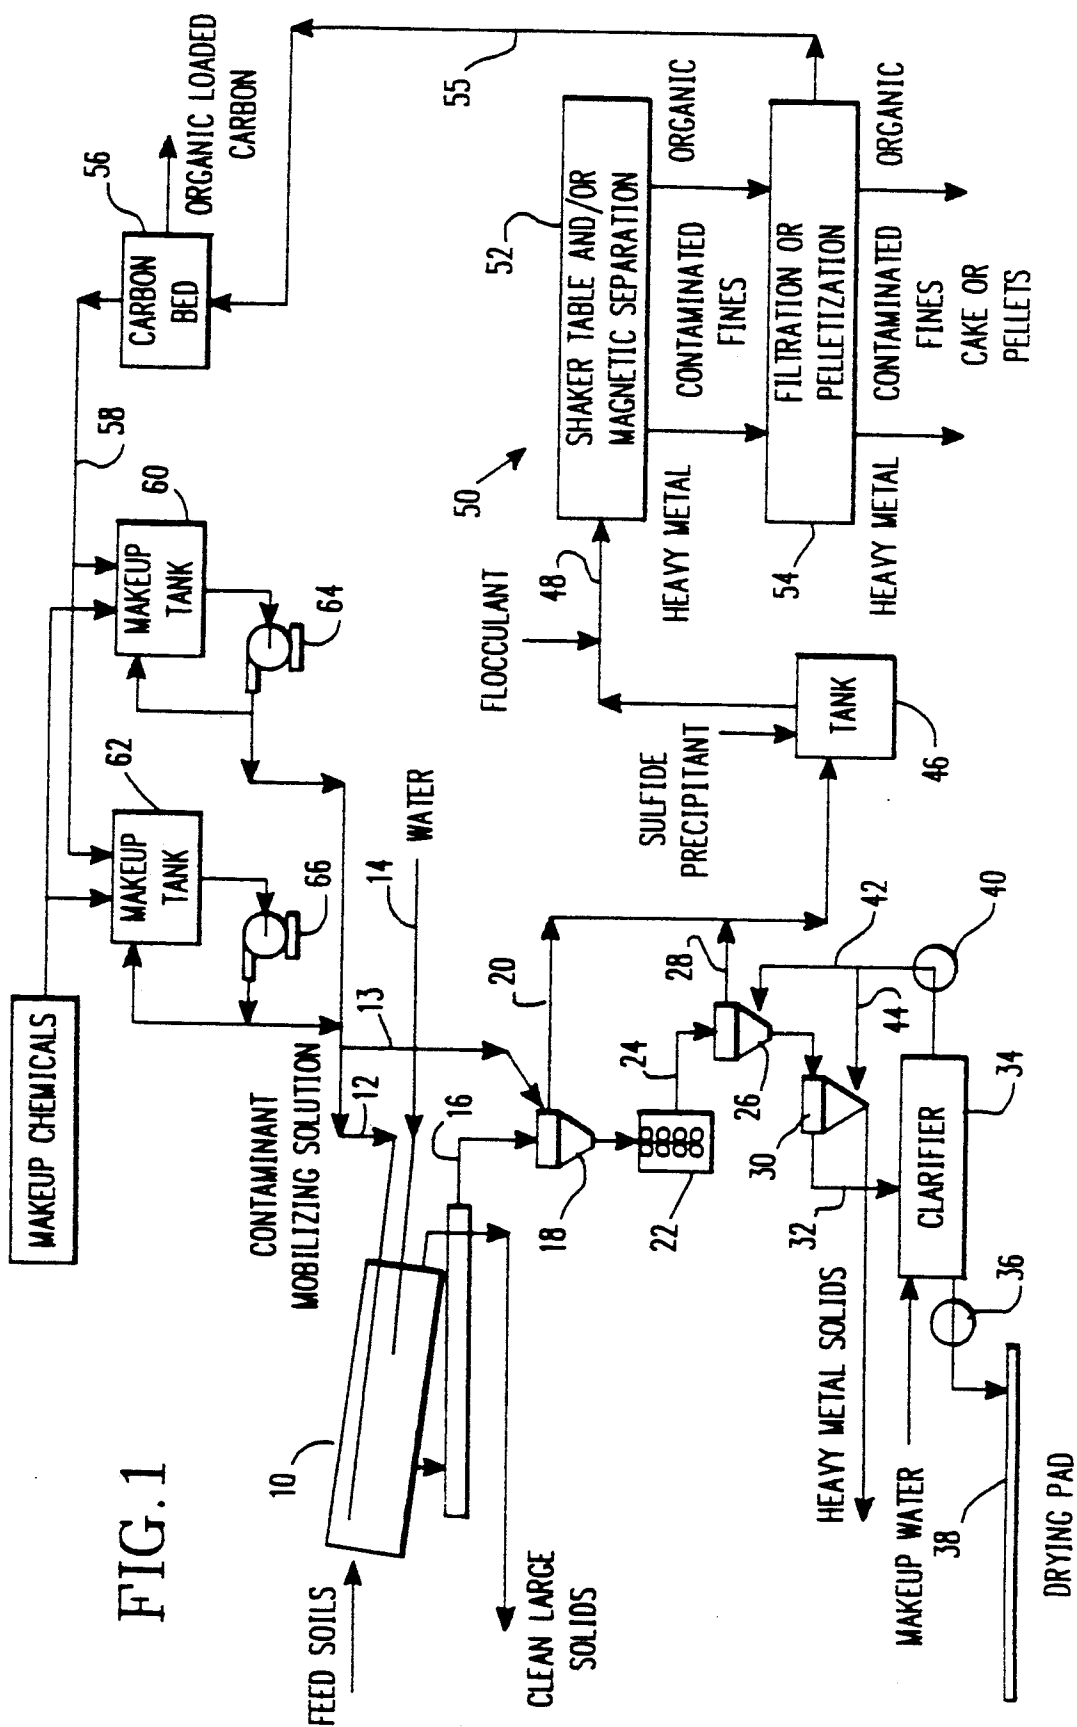 FIG. 1
MAKEUP CHEMICALS
MAKEUP
TANK
62
66
MAKEUP
TANK
60
64
58
CARBON
BED
56
ORGANIC LOADED
CARBON
55
CONTAMINANT
MOBILIZING SOLUTION
12
13
14
WATER
FEED SOILS
10
16
CLEAN LARGE
SOLIDS
18
20
22
24
26
28
30
32
HEAVY METAL SOLIDS
MAKEUP WATER
CLARIFIER
34
36
38
DRYING PAD
40
42
44
SULFIDE
PRECIPITANT
TANK
46
FLOCCULANT
48
50
SHAKER TABLE AND/OR
MAGNETIC SEPARATION
52
HEAVY METAL
CONTAMINATED
FINES
ORGANIC
FILTRATION OR
PELLETIZATION
54
HEAVY METAL
CONTAMINATED
FINES
CAKE OR
PELLETS
ORGANIC